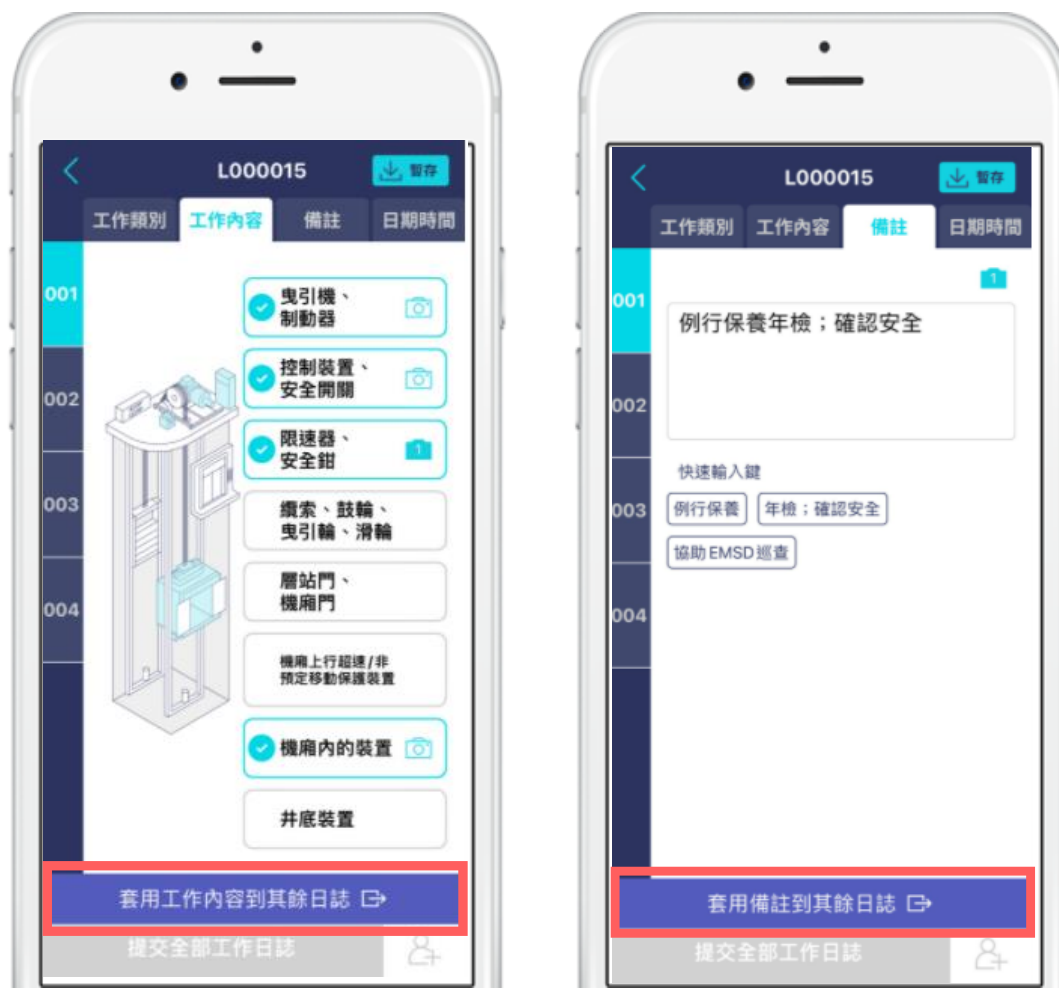 L000015
暫存
工作類別
工作內容
備註
日期時間
001
002
003
004
曳引機、
制動器
控制裝置、
安全開關
限速器、
安全鉗
1
纜索、鼓輪、
曳引輪、滑輪
層站門、
機廂門
機廂上行超速/非
預定移動保護裝置
機廂內的裝置
井底裝置
套用工作內容到其餘日誌
提交全部工作日誌
L000015
暫存
工作類別
工作內容
備註
日期時間
001
002
003
004
1
例行保養年檢；確認安全
快速輸入鍵
例行保養
年檢；確認安全
協助EMSD巡查
套用備註到其餘日誌
提交全部工作日誌